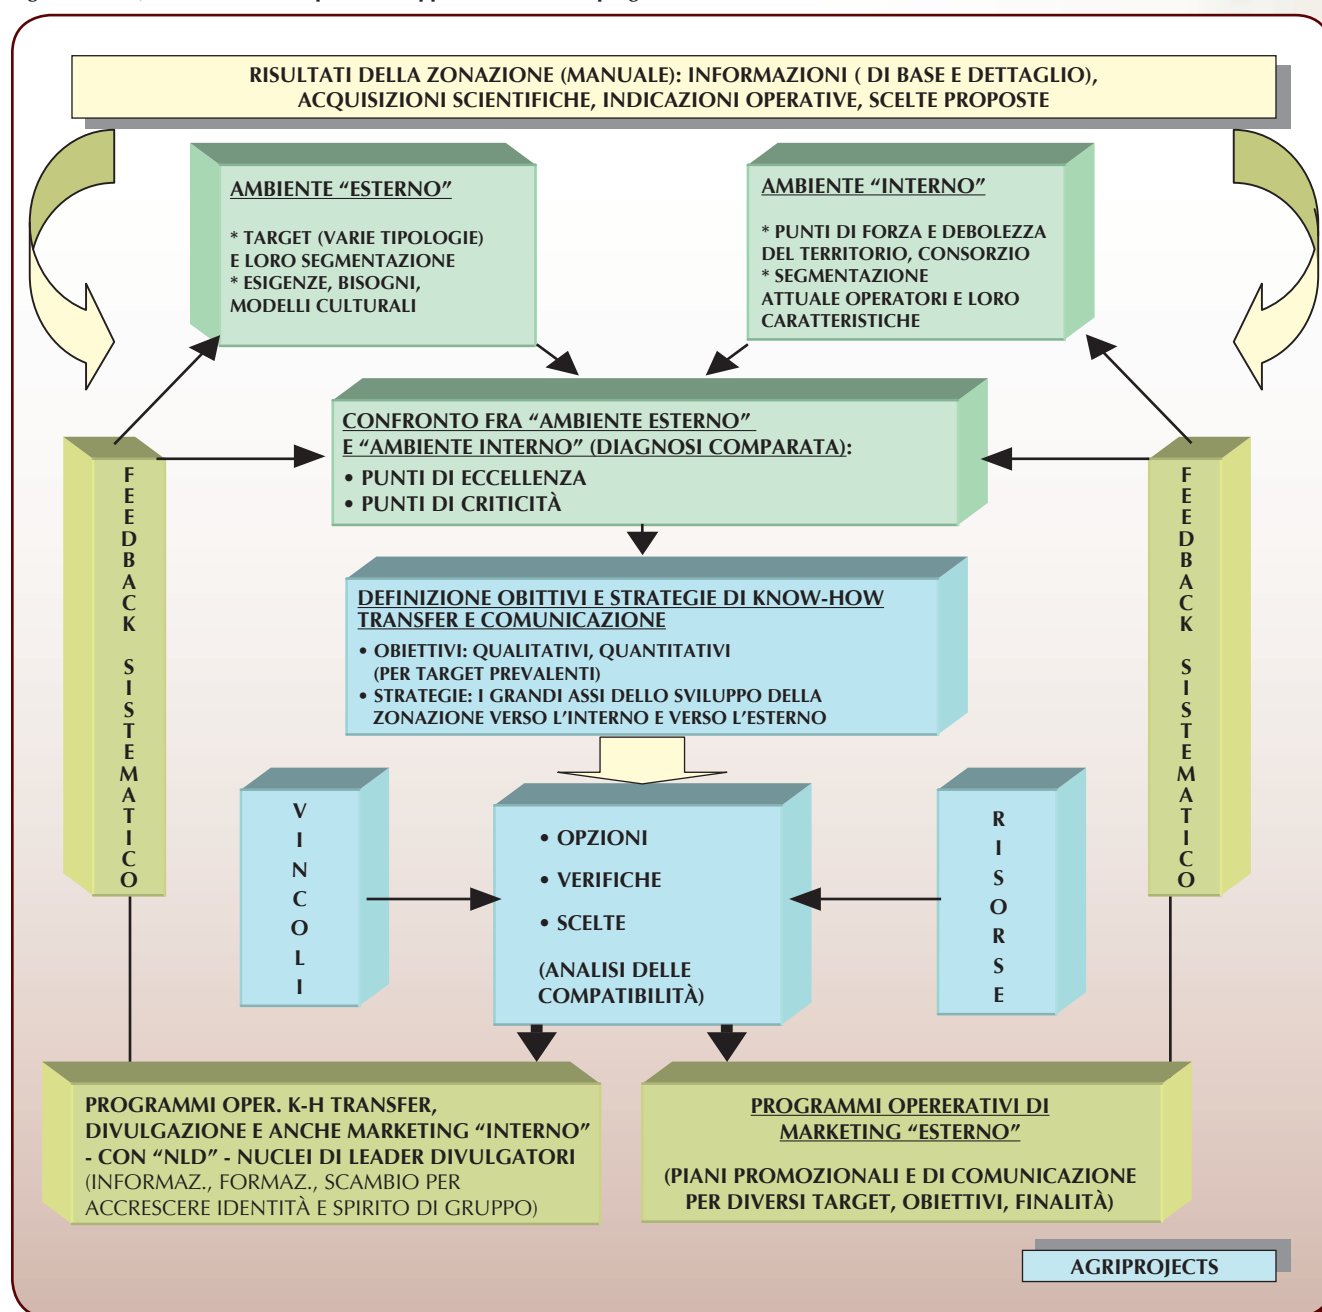 RISULTATI DELLA ZONAZIONE (MANUALE): INFORMAZIONI ( DI BASE E DETTAGLIO),
ACQUISIZIONI SCIENTIFICHE, INDICAZIONI OPERATIVE, SCELTE PROPOSTE
AMBIENTE “ESTERNO”
* TARGET (VARIE TIPOLOGIE)
E LORO SEGMENTAZIONE
* ESIGENZE, BISOGNI,
MODELLI CULTURALI
AMBIENTE “INTERNO”
* PUNTI DI FORZA E DEBOLEZZA
DEL TERRITORIO, CONSORZIO
* SEGMENTAZIONE
ATTUALE OPERATORI E LORO
CARATTERISTICHE
CONFRONTO FRA “AMBIENTE ESTERNO”
E “AMBIENTE INTERNO” (DIAGNOSI COMPARATA):
• PUNTI DI ECCELLENZA
• PUNTI DI CRITICITÀ
FEEDBACK SISTEMATICO
FEEDBACK SISTEMATICO
DEFINIZIONE OBITTIVI E STRATEGIE DI KNOW-HOW
TRANSFER E COMUNICAZIONE
• OBIETTIVI: QUALITATIVI, QUANTITATIVI
(PER TARGET PREVALENTI)
• STRATEGIE: I GRANDI ASSI DELLO SVILUPPO DELLA
ZONAZIONE VERSO L’INTERNO E VERSO L’ESTERNO
VINCOLI
• OPZIONI
• VERIFICHE
• SCELTE
(ANALISI DELLE
COMPATIBILITÀ)
RISORSE
PROGRAMMI OPER. K-H TRANSFER,
DIVULGAZIONE E ANCHE MARKETING “INTERNO”
- CON “NLD” - NUCLEI DI LEADER DIVULGATORI
(INFORMAZ., FORMAZ., SCAMBIO PER
ACCRESCERE IDENTITÀ E SPIRITO DI GRUPPO)
PROGRAMMI OPERERATIVI DI
MARKETING “ESTERNO”
(PIANI PROMOZIONALI E DI COMUNICAZIONE
PER DIVERSI TARGET, OBIETTIVI, FINALITÀ)
AGRIPROJECTS